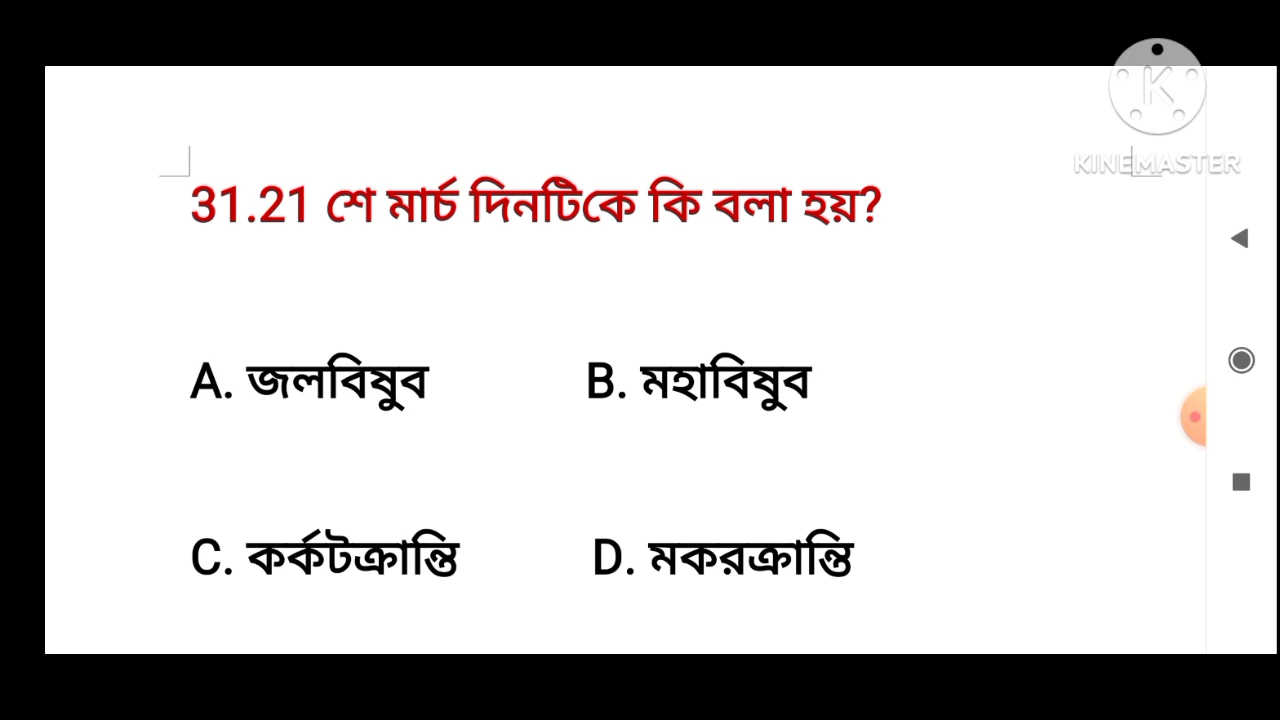 KINEMASTER
31.21 শে মার্চ দিনটিকে কি বলা হয়?
A. জলবিষুব B. মহাবিষুব
C. কর্কটক্রান্তি D. মকরক্রান্তি